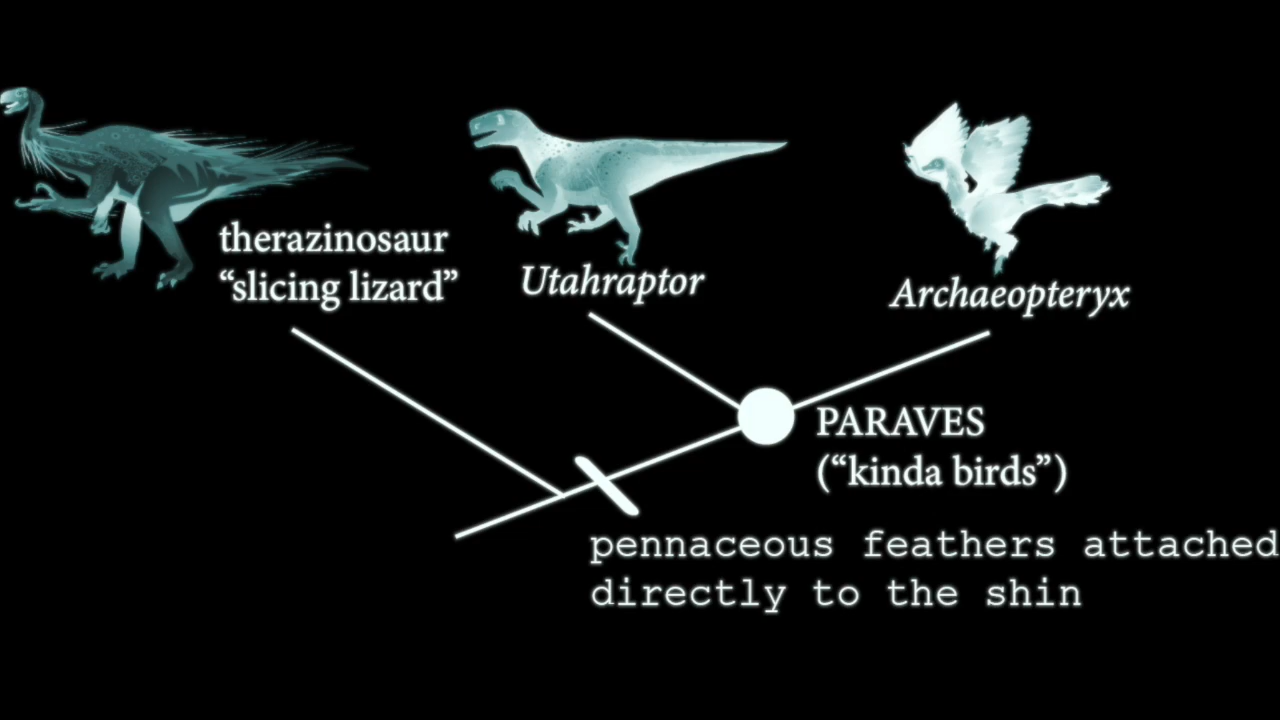 therazinosaur
“slicing lizard”
Utahraptor
Archaeopteryx
PARAVES
(“kinda birds”)
pennaceous feathers attached
directly to the shin